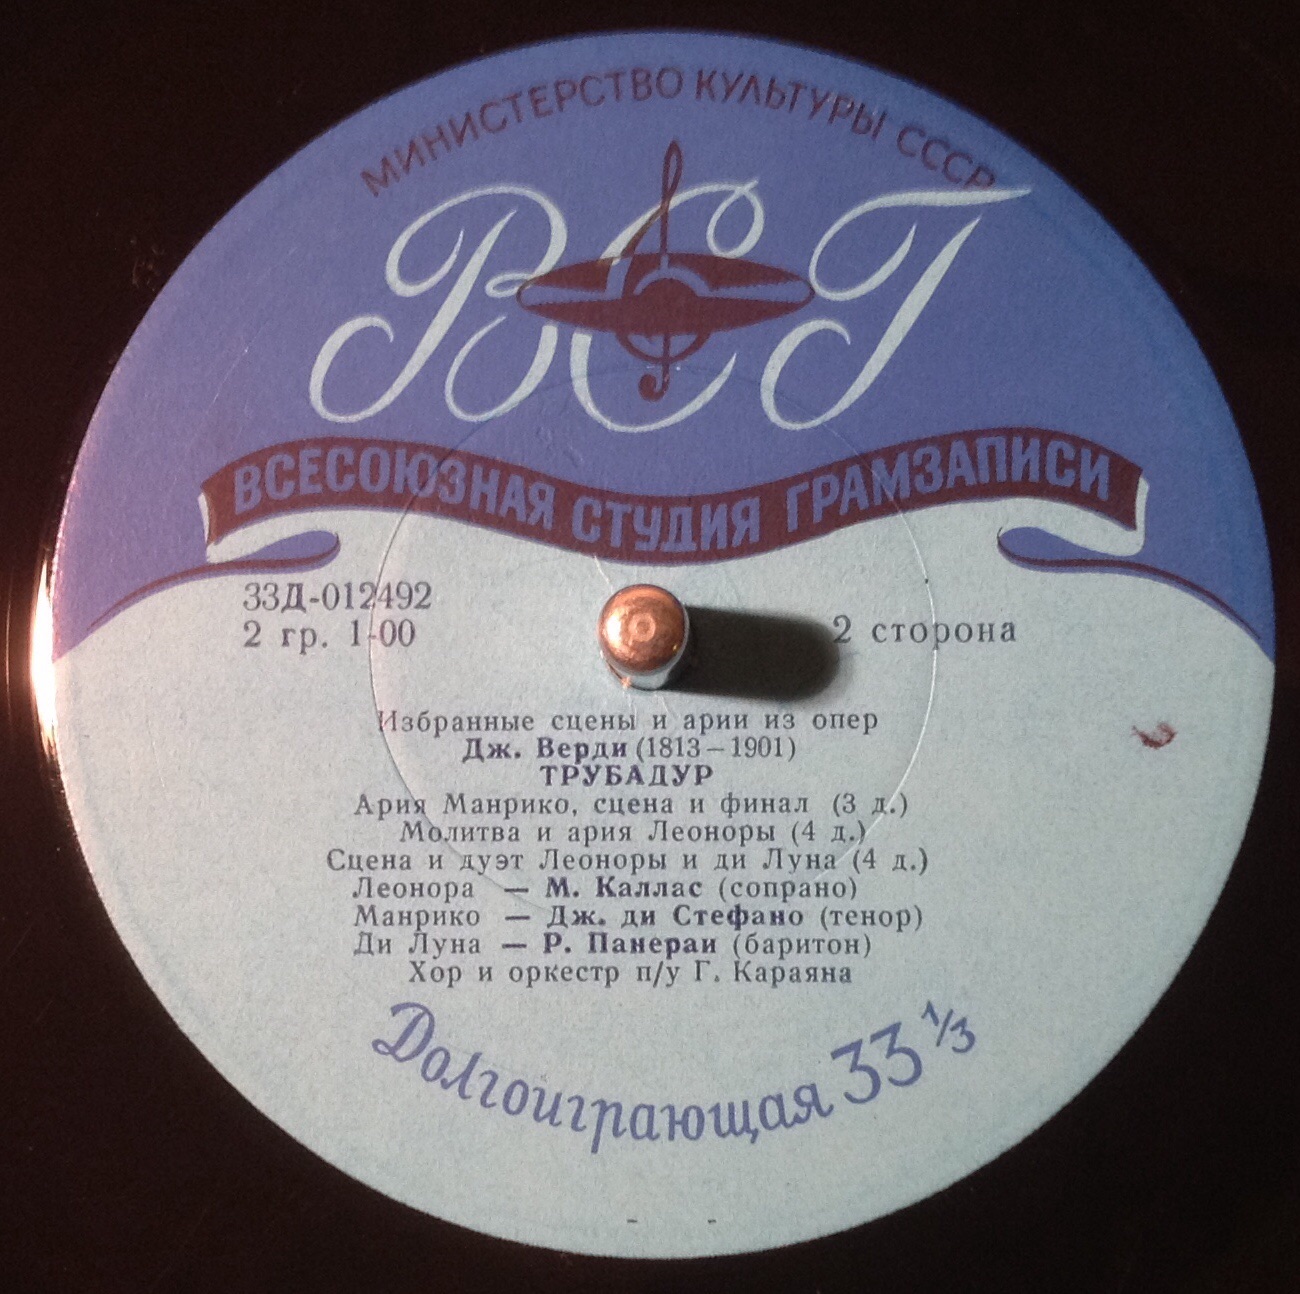 МИНИСТЕРСТВО КУЛЬТУРЫ СССР
ВСГ
ВСЕСОЮЗНАЯ СТУДИЯ ГРАМЗАПИСИ
33Д-012492
2 гр. 1-00
2 сторона
Избранные сцены и арии из опер
Дж. Верди (1813–1901)
ТРУБАДУР
Ария Манрико, сцена и финал (3 д.)
Молитва и ария Леоноры (4 д.)
Сцена и дуэт Леоноры и ди Луна (4 д.)
Леонора — М. Каллас (сопрано)
Манрико — Дж. ди Стефано (тенор)
Ди Луна — Р. Панераи (баритон)
Хор и оркестр п/у Г. Караяна
Долгоиграющая 33 1/3